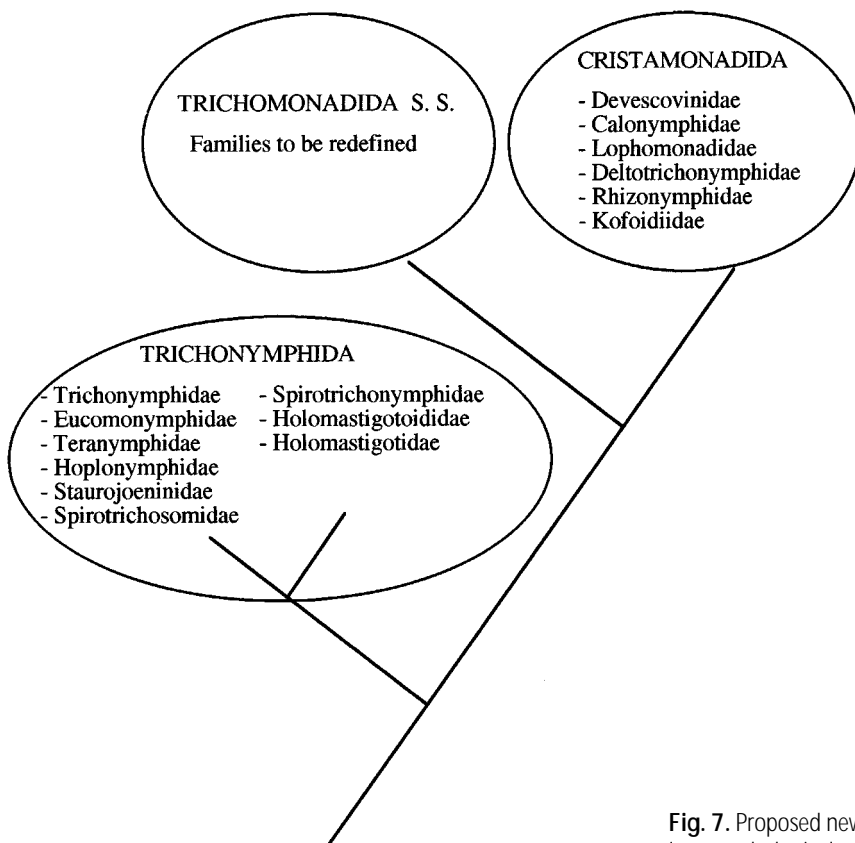 TRICHOMONADIDA S. S.
Families to be redefined
CRISTAMONADIDA
- Devescovinidae
- Calonymphidae
- Lophomonadidae
- Deltotrichonymphidae
- Rhizonymphidae
- Kofoidiidae
TRICHONYMPHIDA
- Trichonymphidae
- Eucomonymphidae
- Teranymphidae
- Hoplonymphidae
- Staurojoeninidae
- Spirotrichosomidae
- Spirotrichonymphidae
- Holomastigotoididae
- Holomastigotidae
Fig. 7. Proposed new